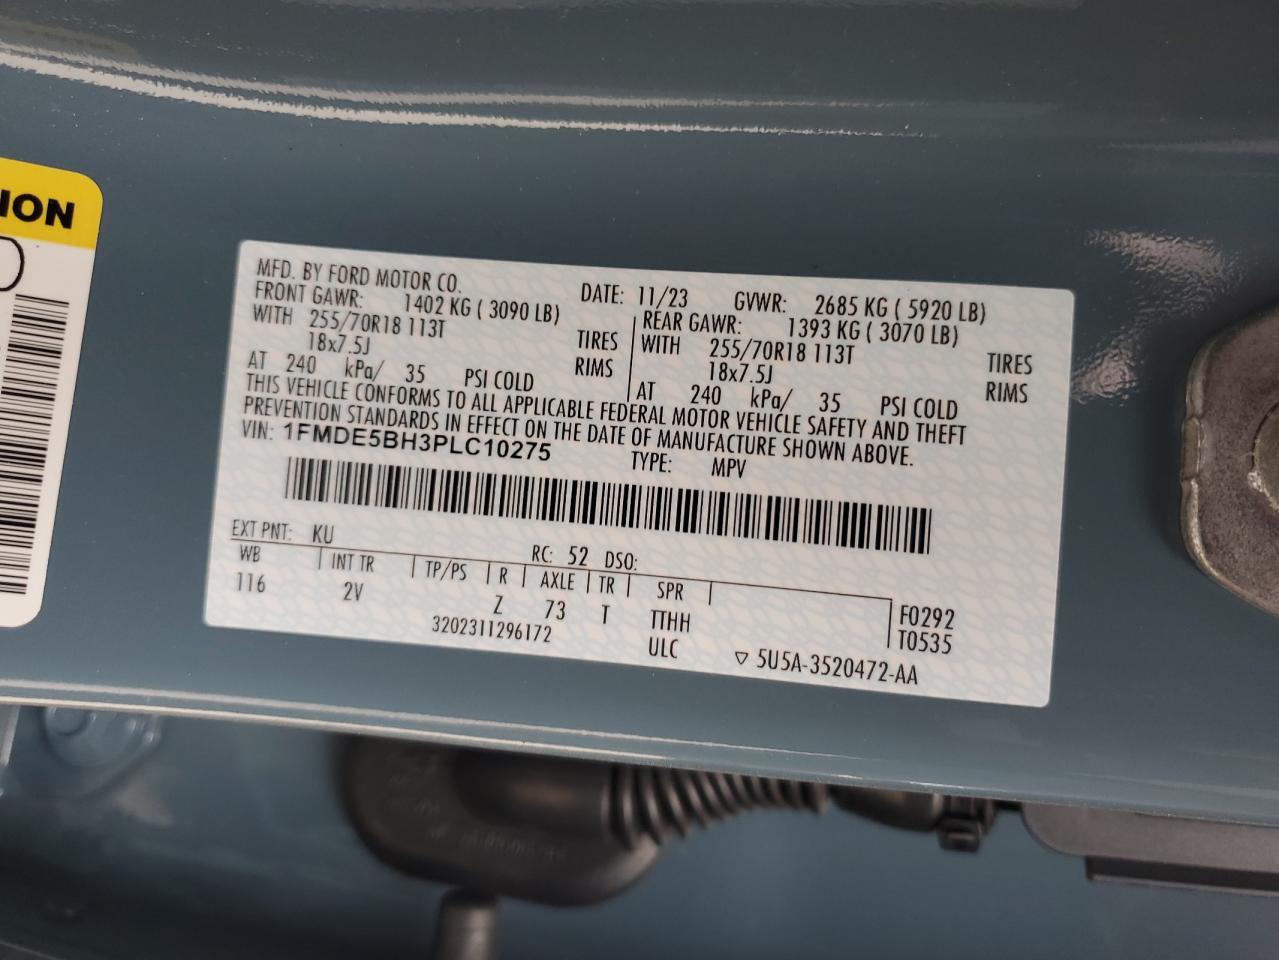 ION
MFD. BY FORD MOTOR CO. DATE: 11/23 GVWR: 2685 KG ( 5920 LB)
FRONT GAWR: 1402 KG ( 3090 LB) REAR GAWR: 1393 KG ( 3070 LB)
WITH 255/70R18 113T TIRES WITH 255/70R18 113T TIRES
18x7.5J RIMS 18x7.5J RIMS
AT 240 kPa/ 35 PSI COLD AT 240 kPa/ 35 PSI COLD
THIS VEHICLE CONFORMS TO ALL APPLICABLE FEDERAL MOTOR VEHICLE SAFETY AND THEFT
PREVENTION STANDARDS IN EFFECT ON THE DATE OF MANUFACTURE SHOWN ABOVE.
VIN: 1FMDE5BH3PLC10275 TYPE: MPV
EXT PNT: KU RC: 52 DSO:
WB INT TR TP/PS R AXLE TR SPR
116 2V Z 73 T TTHH F0292
3202311296172 ULC T0535
▽ 5U5A-3520472-AA